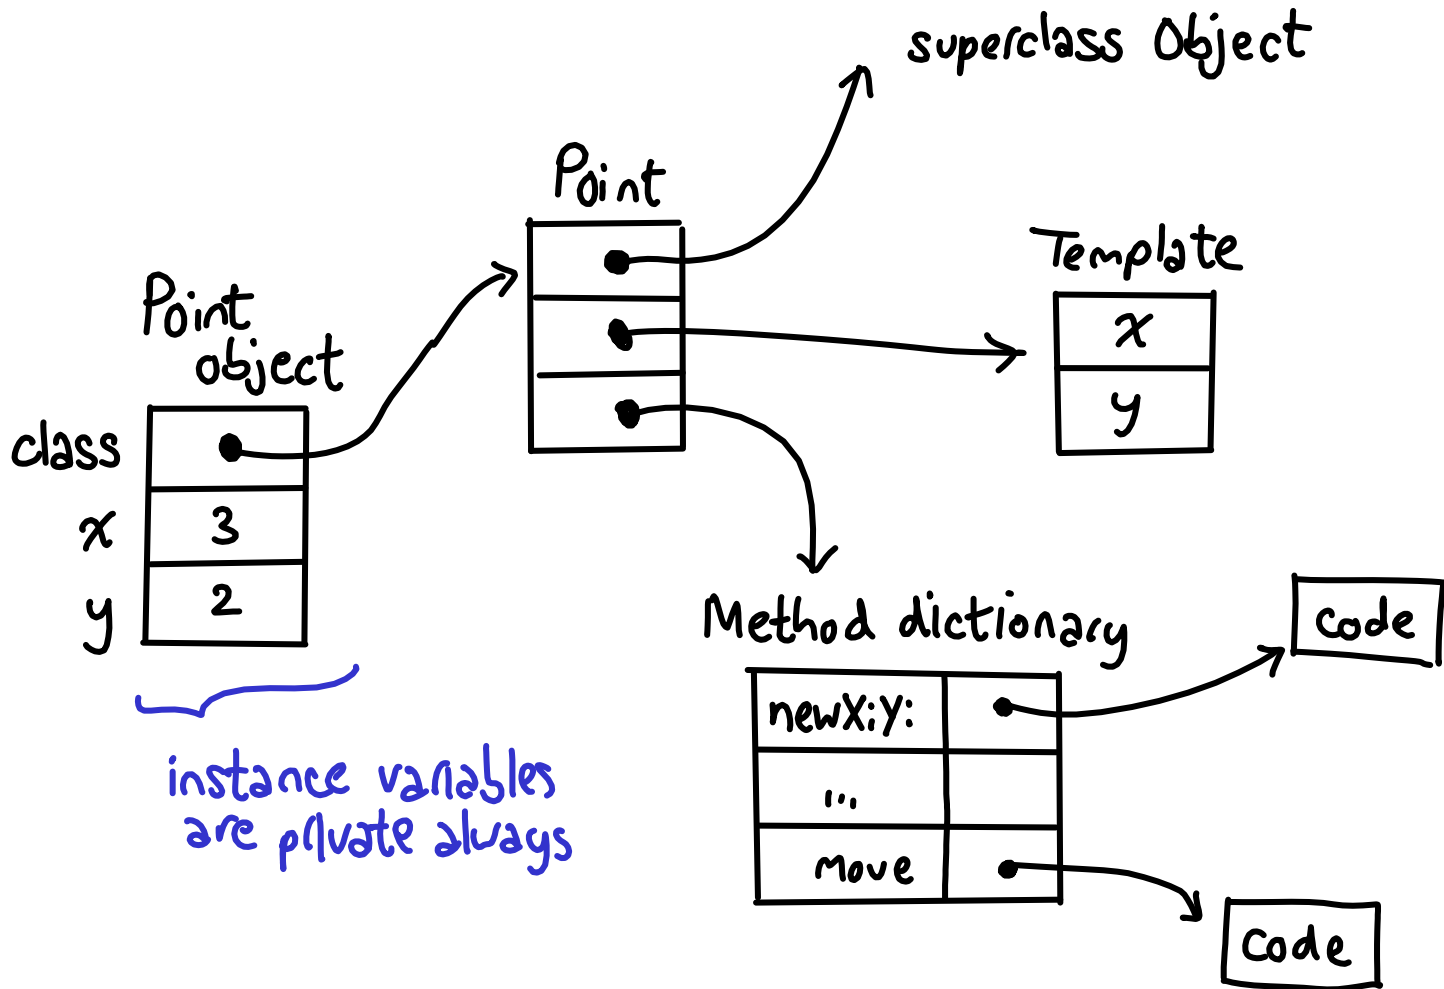 superclass Object
Point
Template
x
y
Point
object
class
x 3
y 2
Method dictionary
newX:Y:
...
move
code
code
instance variables
are private always